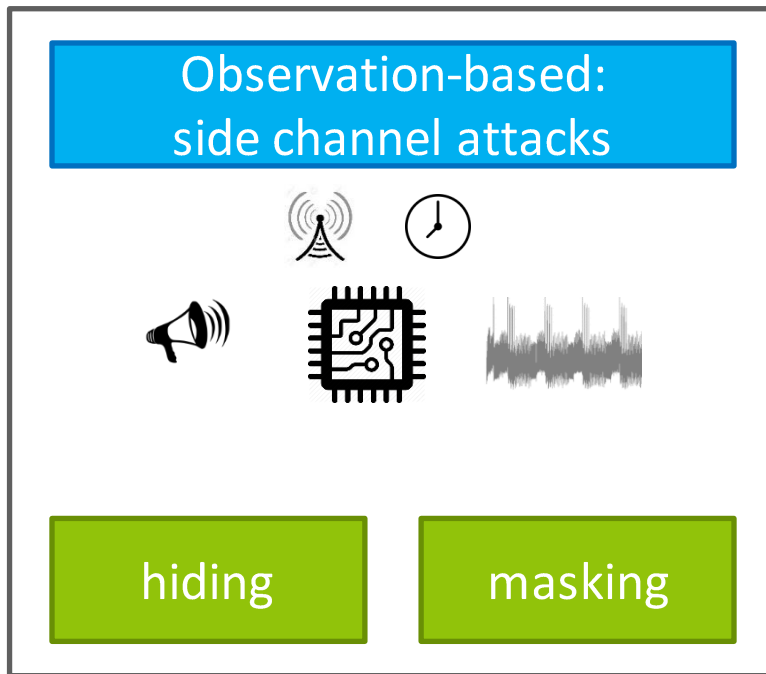 Observation-based:
side channel attacks
hiding
masking